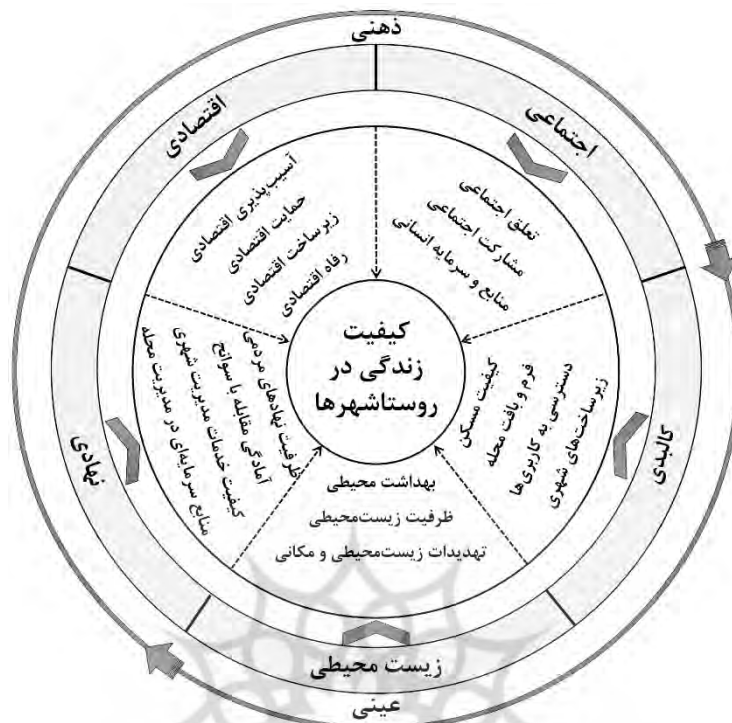 ذهنی
اجتماعی
اقتصادی
تعلق اجتماعی
مشارکت اجتماعی
منابع و سرمایه انسانی
آسیب‌پذیری اقتصادی
حمایت اقتصادی
زیرساخت اقتصادی
رفاه اقتصادی
کیفیت
زندگی در
روستاشهرها
کالبدی
کیفیت مسکن
فرم و بافت محله
دسترسی به کاربری‌ها
زیرساخت‌های شهری
نهادی
ظرفیت نهادهای مردمی
آمادگی مقابله با سوانح
کیفیت خدمات مدیریت شهری
منابع سرمایه‌ای در مدیریت محله
بهداشت محیطی
ظرفیت زیست‌محیطی
تهدیدات زیست‌محیطی و مکانی
زیست محیطی
عینی